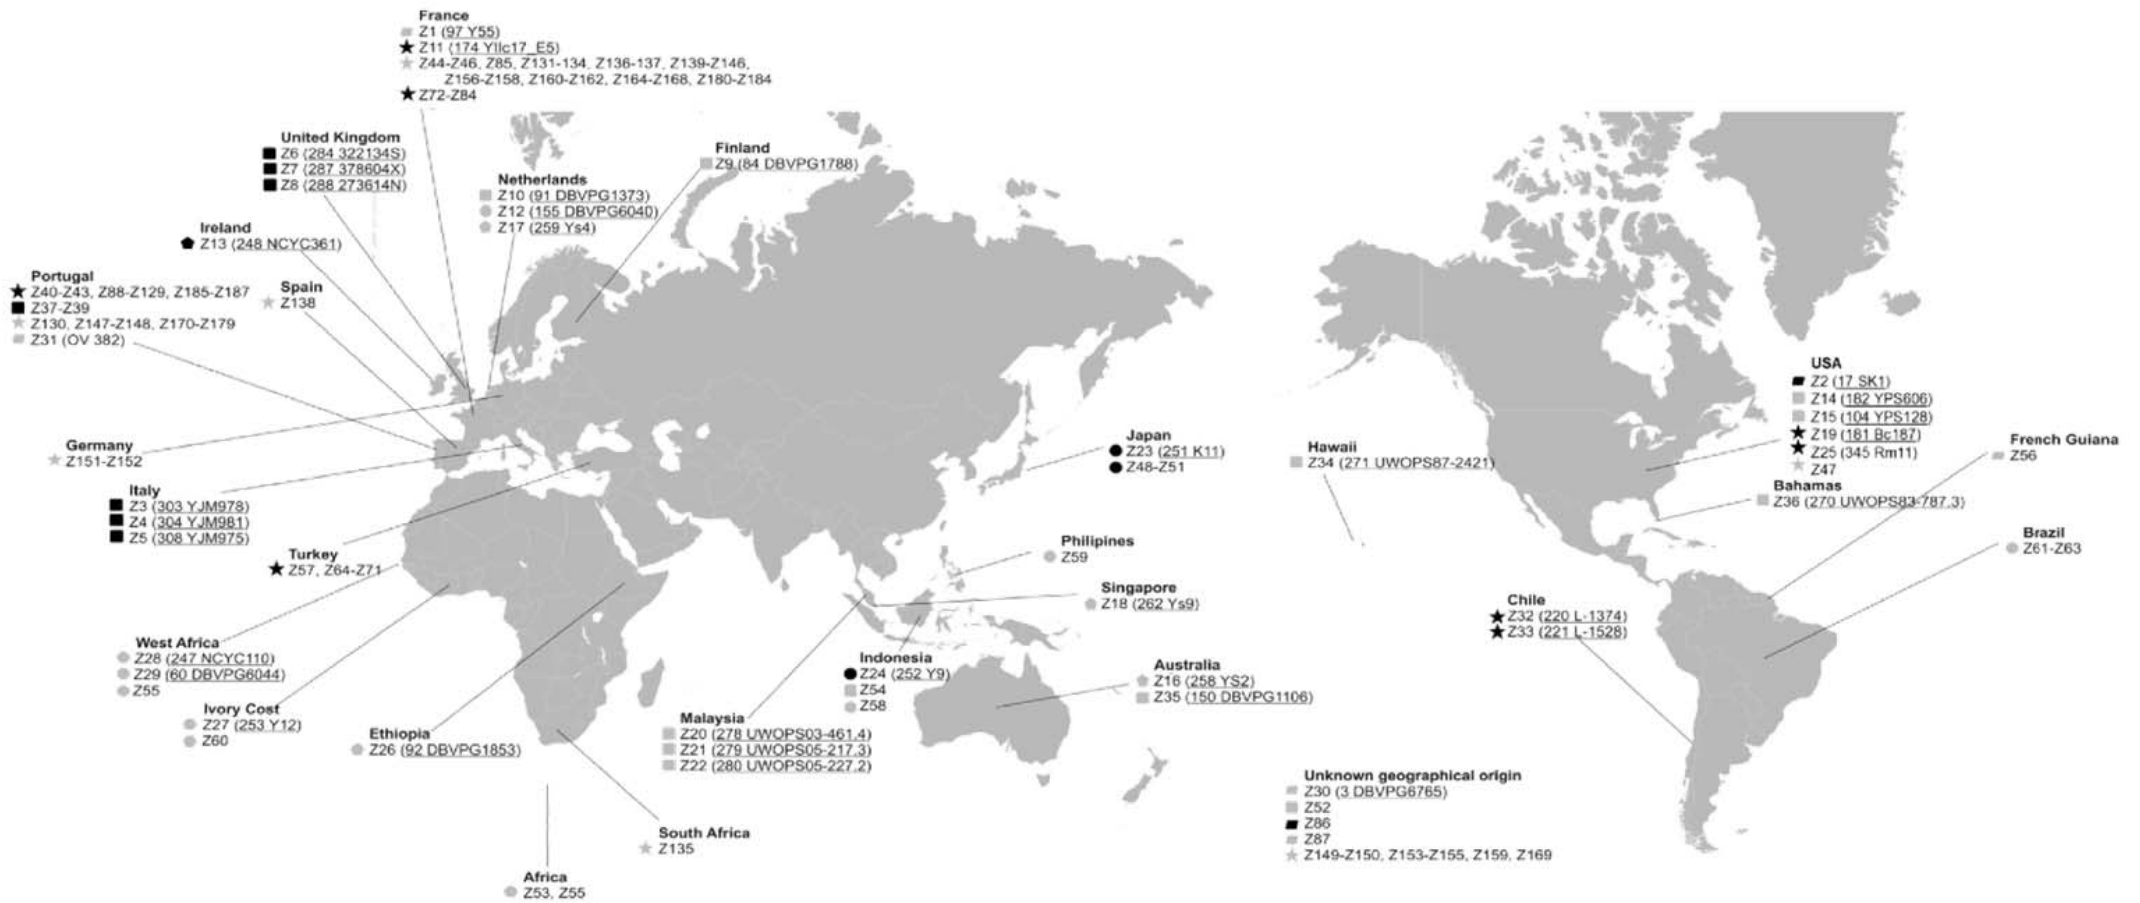 France
Z1 (97 Y55)
Z11 (174 YIIc17_E5)
Z44-Z46, Z85, Z131-134, Z136-137, Z139-Z146,
Z156-Z158, Z160-Z162, Z164-Z168, Z180-Z184
Z72-Z84
United Kingdom
Z6 (284 322134S)
Z7 (287 378604X)
Z8 (288 273614N)
Finland
Z9 (84 DBVPG1788)
Netherlands
Z10 (91 DBVPG1373)
Z12 (155 DBVPG6040)
Z17 (259 Ys4)
Ireland
Z13 (248 NCYC361)
Portugal
Z40-Z43, Z88-Z129, Z185-Z187
Z37-Z39
Z130, Z147-Z148, Z170-Z179
Z31 (OV 382)
Spain
Z138
Germany
Z151-Z152
Italy
Z3 (303 YJM978)
Z4 (304 YJM981)
Z5 (308 YJM975)
Turkey
Z57, Z64-Z71
West Africa
Z28 (247 NCYC110)
Z29 (60 DBVPG6044)
Z55
Ivory Cost
Z27 (253 Y12)
Z60
Ethiopia
Z26 (92 DBVPG1853)
Africa
Z53, Z55
South Africa
Z135
Malaysia
Z20 (278 UWOPS03-461.4)
Z21 (279 UWOPS05-217.3)
Z22 (280 UWOPS05-227.2)
Indonesia
Z24 (252 Y9)
Z54
Z58
Japan
Z23 (251 K11)
Z48-Z51
Philipines
Z59
Singapore
Z18 (262 Ys9)
Australia
Z16 (258 YS2)
Z35 (150 DBVPG1106)
Hawaii
Z34 (271 UWOPS87-2421)
USA
Z2 (17 SK1)
Z14 (182 YPS606)
Z15 (104 YPS128)
Z19 (181 Bc187)
Z25 (345 Rm11)
Z47
Bahamas
Z36 (270 UWOPS83-787.3)
French Guiana
Z56
Brazil
Z61-Z63
Chile
Z32 (220 L-1374)
Z33 (221 L-1528)
Unknown geographical origin
Z30 (3 DBVPG6765)
Z52
Z86
Z87
Z149-Z150, Z153-Z155, Z159, Z169